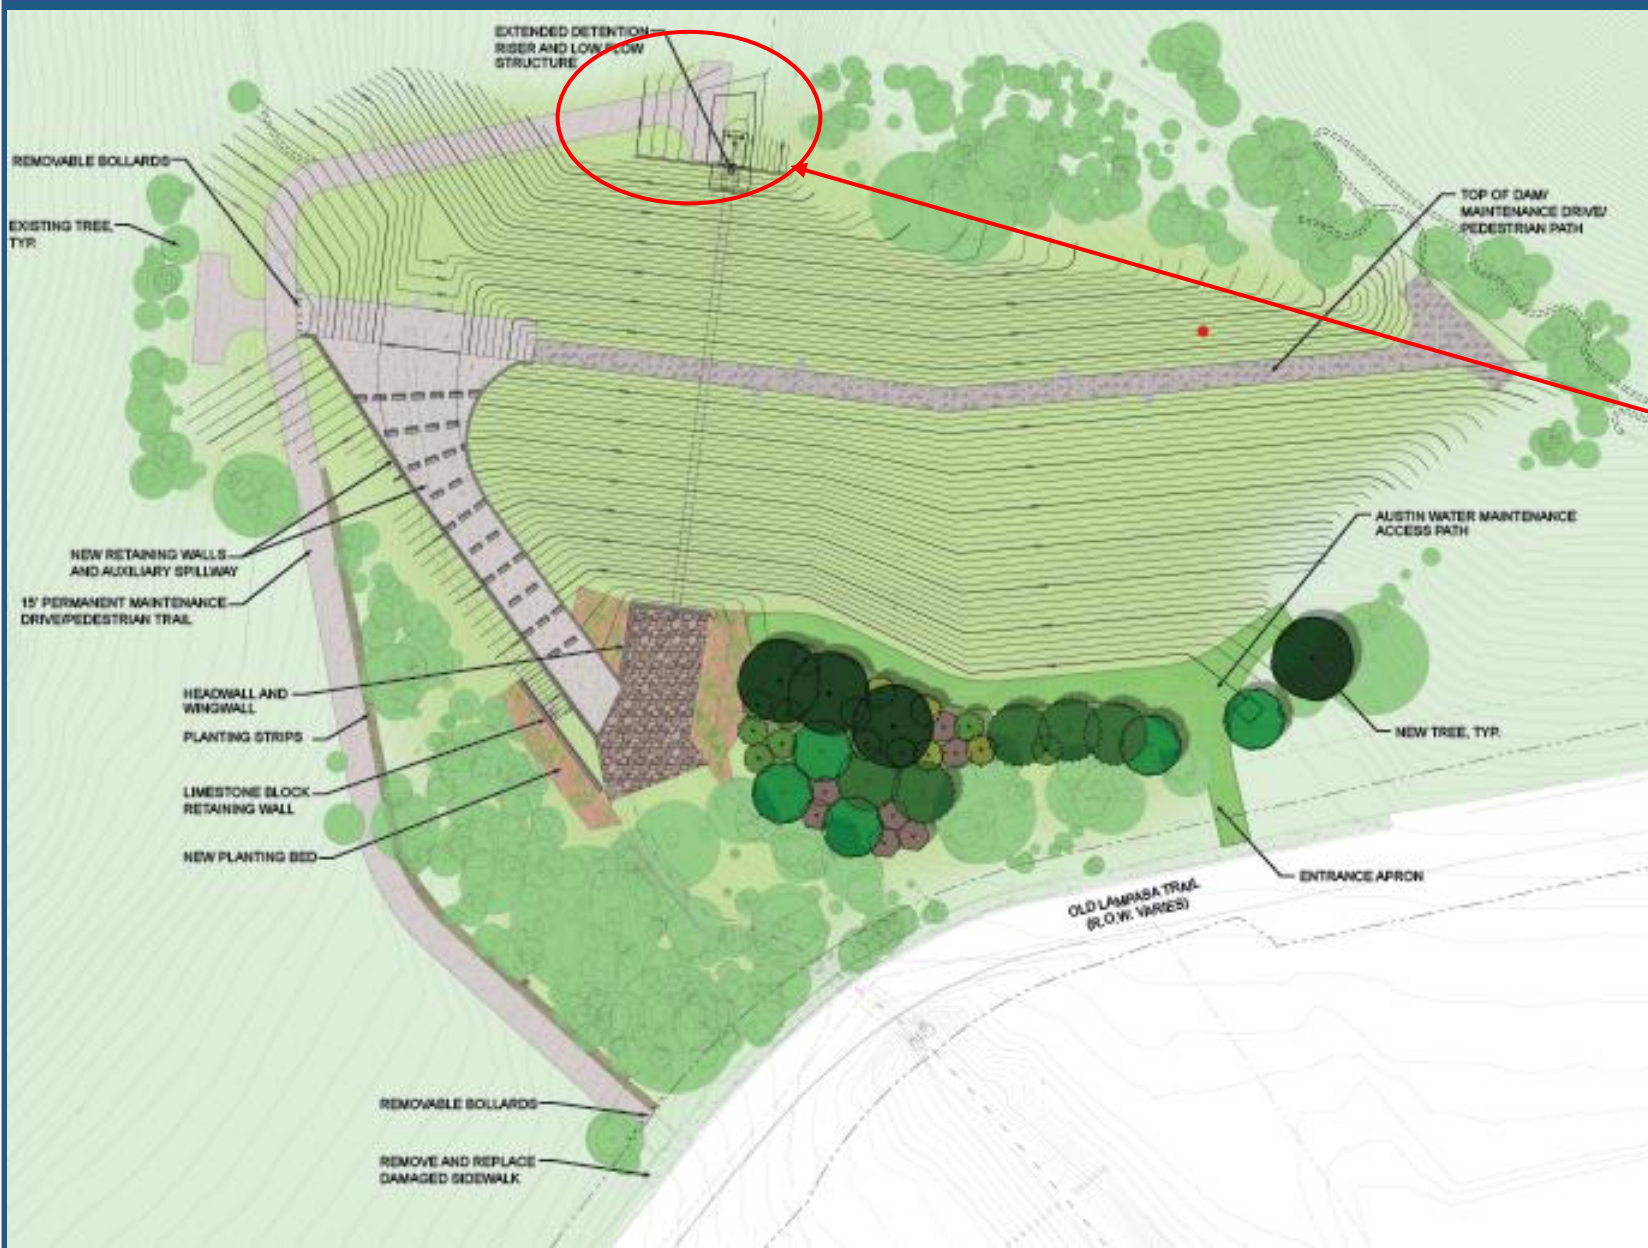 EXTENDED DETENTION
RISER AND LOW FLOW
STRUCTURE
REMOVABLE BOLLARDS
EXISTING TREE,
TYP.
TOP OF DAM/
MAINTENANCE DRIVE/
PEDESTRIAN PATH
AUSTIN WATER MAINTENANCE
ACCESS PATH
NEW RETAINING WALLS
AND AUXILIARY SPILLWAY
15' PERMANENT MAINTENANCE
DRIVE/PEDESTRIAN TRAIL
HEADWALL AND
WINGWALL
PLANTING STRIPS
NEW TREE, TYP.
LIMESTONE BLOCK
RETAINING WALL
NEW PLANTING BED
ENTRANCE APRON
OLD LAMPASA TRAIL
(R.O.W. VARIES)
REMOVABLE BOLLARDS
REMOVE AND REPLACE
DAMAGED SIDEWALK